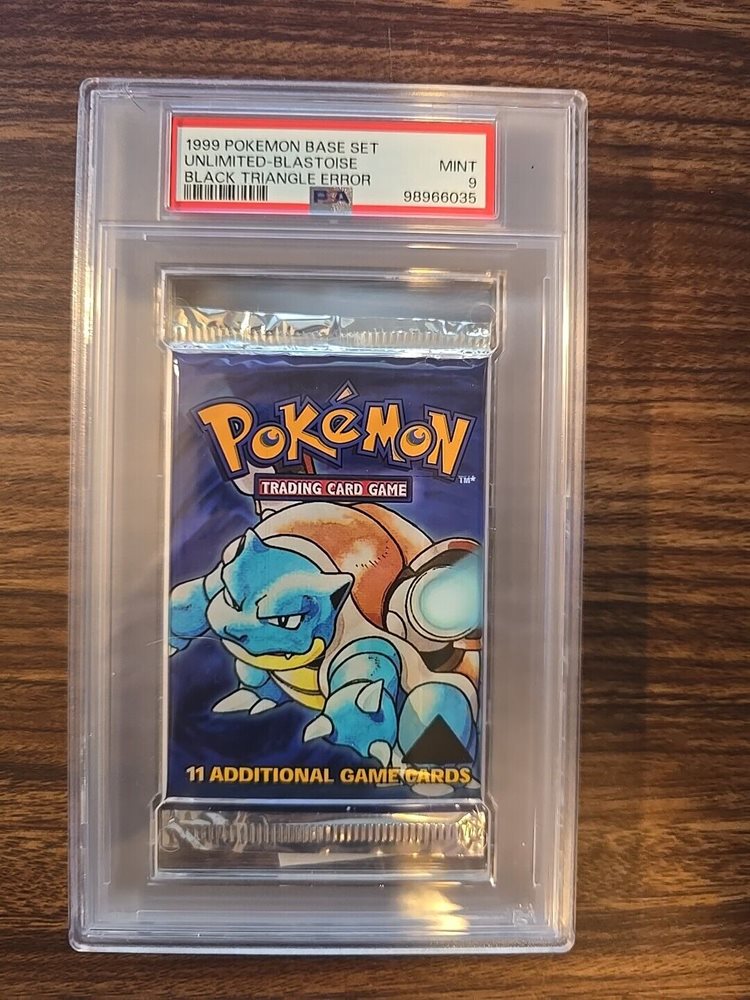 1999 POKEMON BASE SET
UNLIMITED-BLASTOISE MINT
BLACK TRIANGLE ERROR 9
PSA 98966035
POKéMON
TM*
TRADING CARD GAME
11 ADDITIONAL GAME CARDS